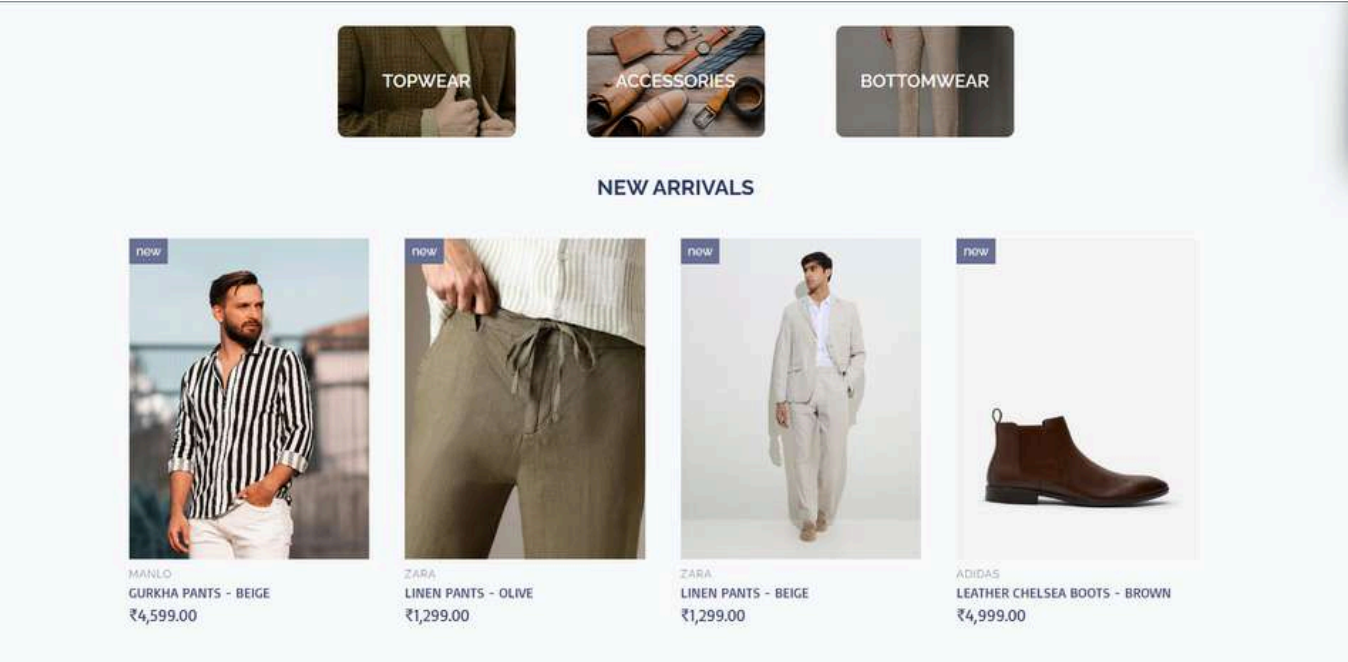 TOPWEAR
ACCESSORIES
BOTTOMWEAR
NEW ARRIVALS
new
new
new
new
MANLO
GURKHA PANTS - BEIGE
₹4,599.00
ZARA
LINEN PANTS - OLIVE
₹1,299.00
ZARA
LINEN PANTS - BEIGE
₹1,299.00
ADIDAS
LEATHER CHELSEA BOOTS - BROWN
₹4,999.00